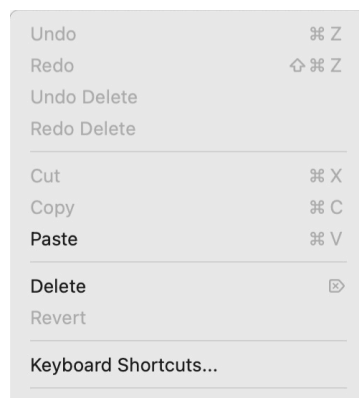 Undo ⌘ Z
Redo ⇧ ⌘ Z
Undo Delete
Redo Delete
Cut ⌘ X
Copy ⌘ C
Paste ⌘ V
Delete ⌦
Revert
Keyboard Shortcuts...